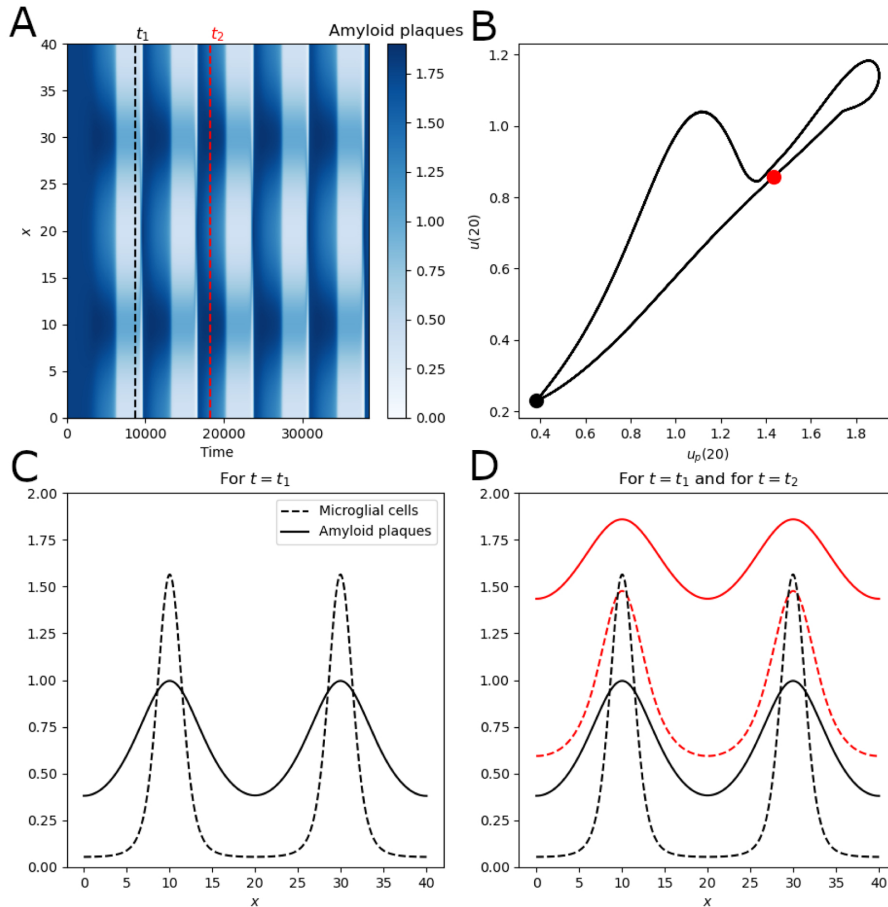 A
t₁
t₂
Amyloid plaques
40
35
30
25
20
15
10
5
0
x
0
10000
20000
30000
Time
1.75
1.50
1.25
1.00
0.75
0.50
0.25
0.00
B
1.2
1.0
0.8
0.6
0.4
0.2
u(20)
0.4 0.6 0.8 1.0 1.2 1.4 1.6 1.8
uₚ(20)
C
For t = t₁
2.00
1.75
1.50
1.25
1.00
0.75
0.50
0.25
0.00
Microglial cells
Amyloid plaques
0 5 10 15 20 25 30 35 40
x
D
For t = t₁ and for t = t₂
2.00
1.75
1.50
1.25
1.00
0.75
0.50
0.25
0.00
0 5 10 15 20 25 30 35 40
x